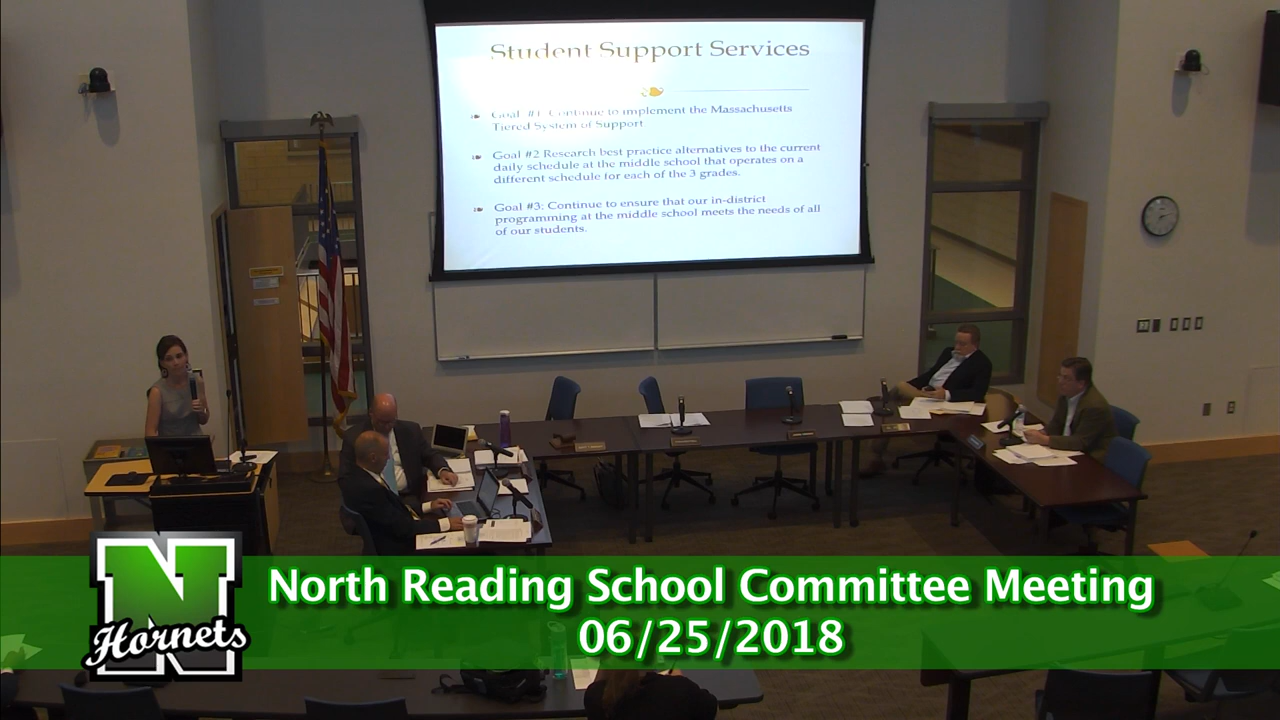 Student Support Services
Goal #1: Continue to implement the Massachusetts
Tiered System of Support
Goal #2 Research best practice alternatives to the current
daily schedule at the middle school that operates on a
different schedule for each of the 3 grades.
Goal #3: Continue to ensure that our in-district
programming at the middle school meets the needs of all
of our students.
N
Hornets
North Reading School Committee Meeting
06/25/2018